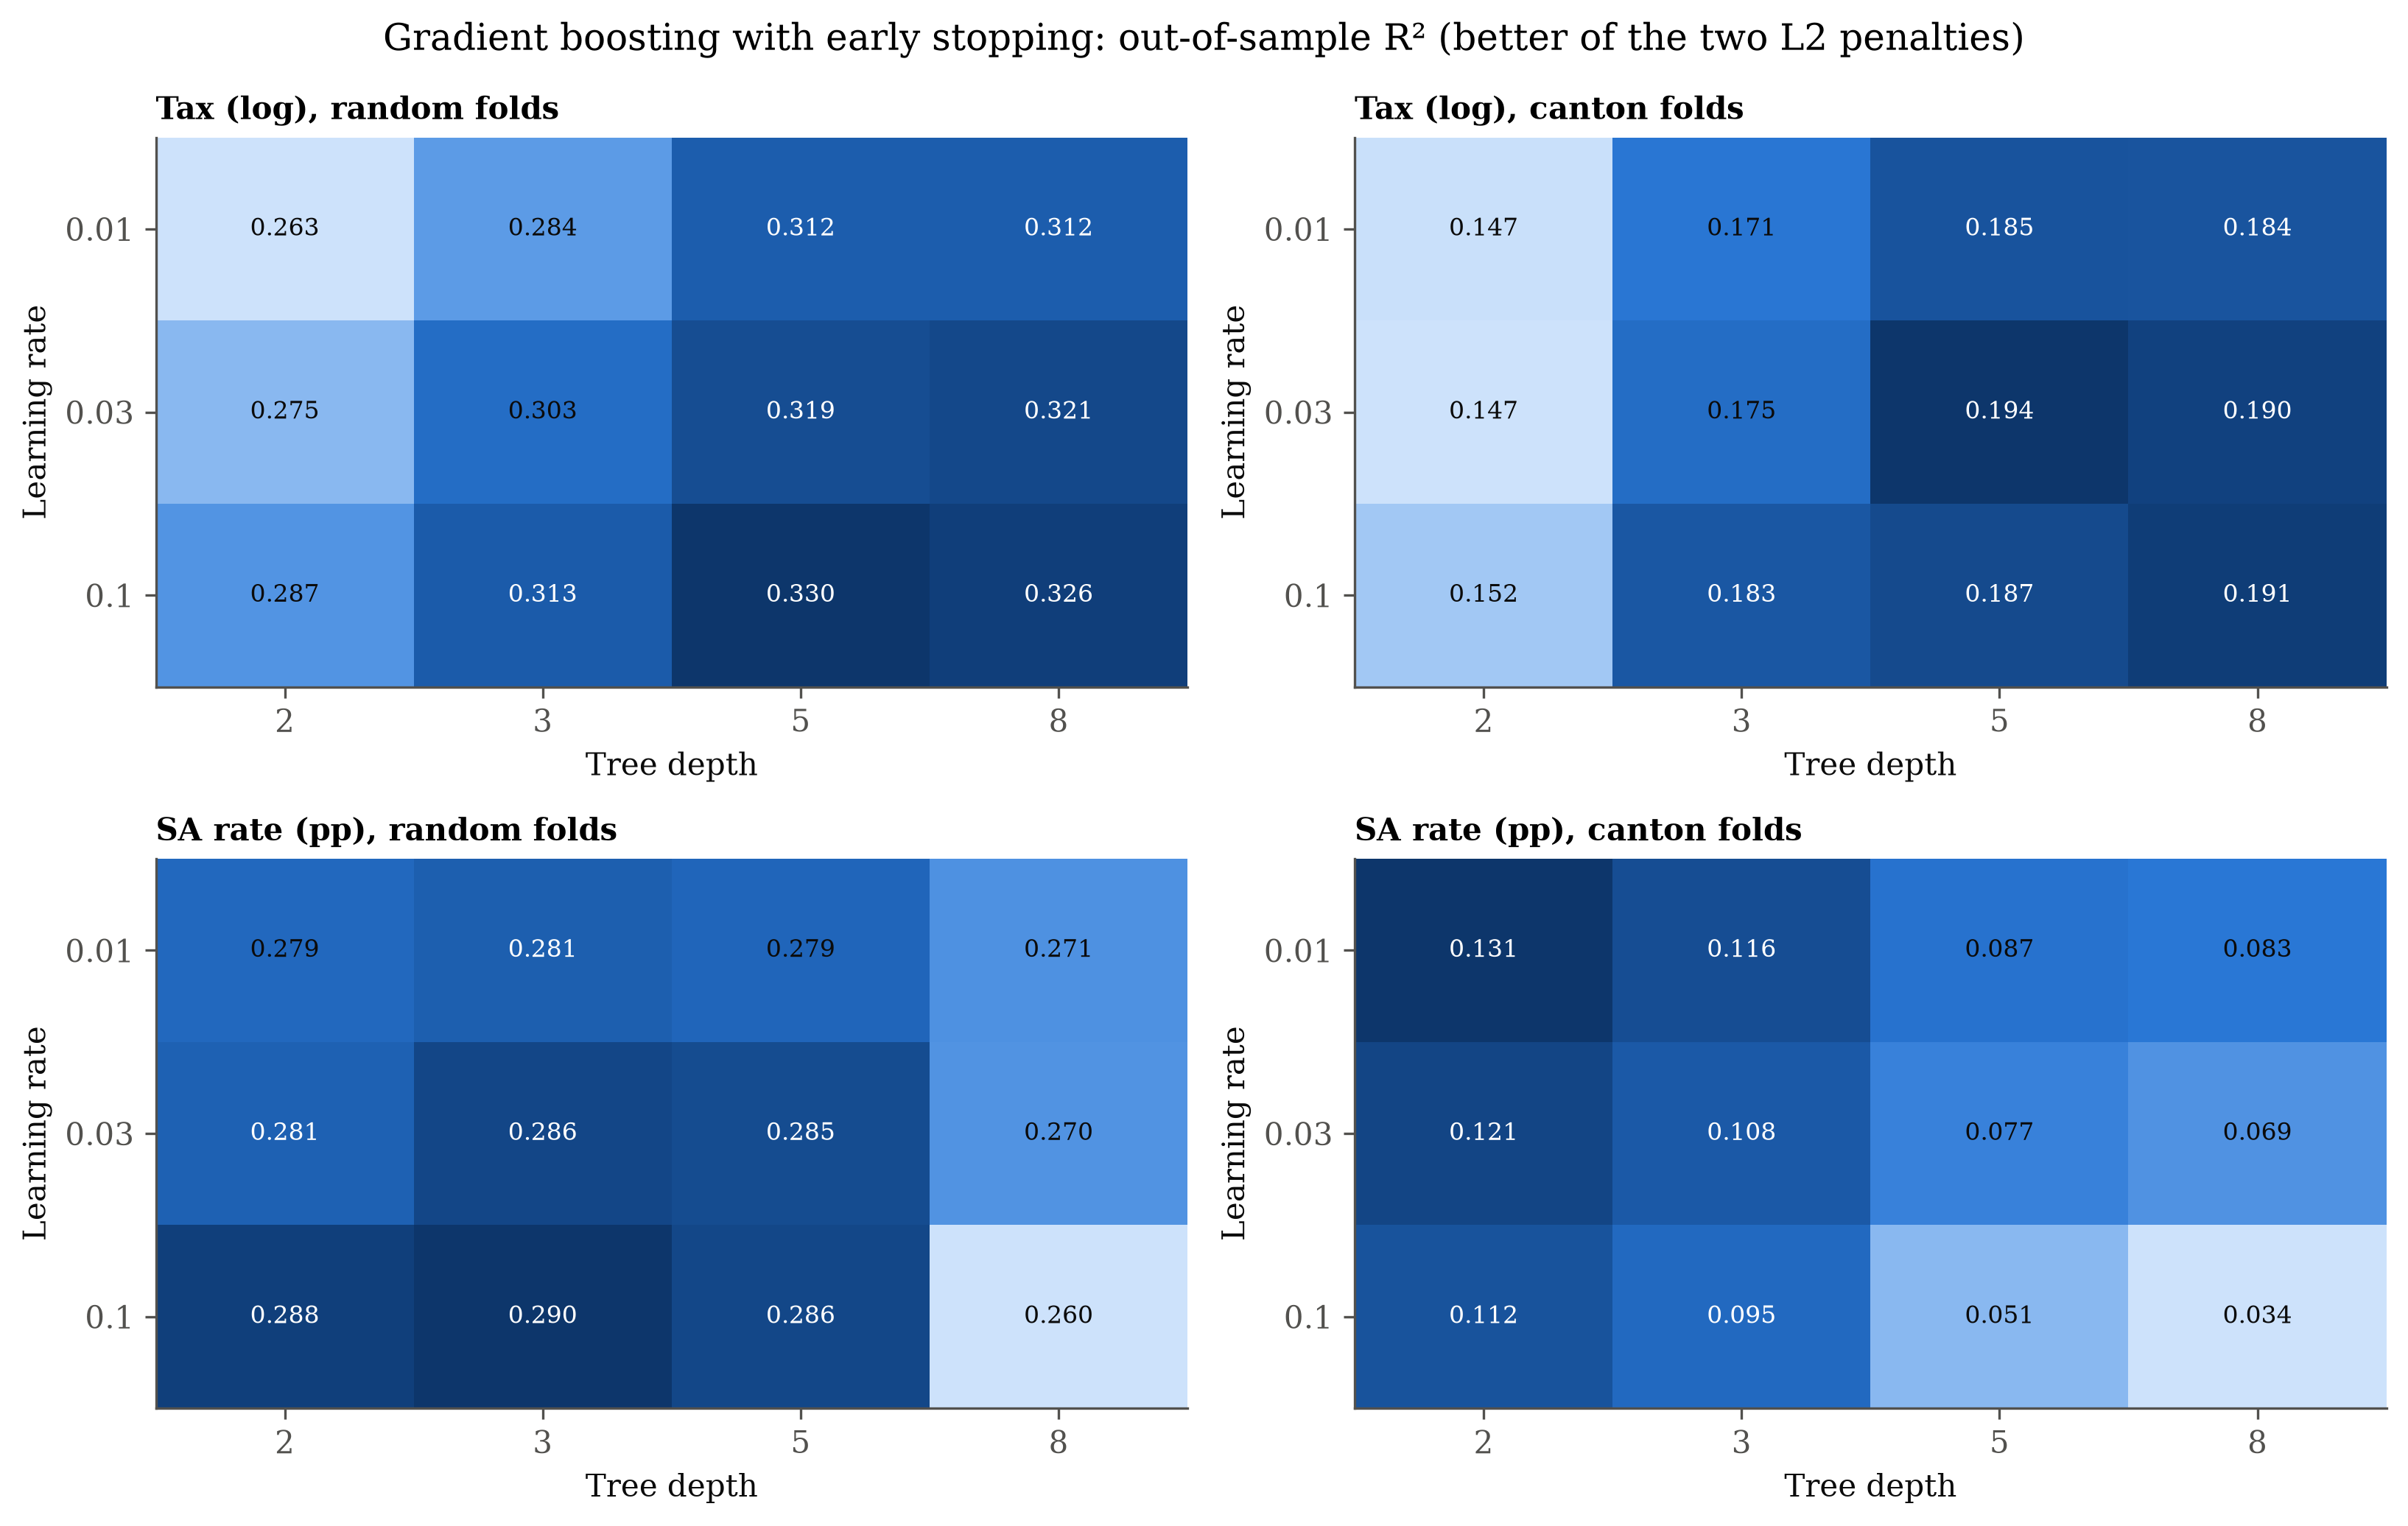 Gradient boosting with early stopping: out-of-sample R² (better of the two L2 penalties)
Tax (log), random folds
Learning rate
0.01
0.263 0.284 0.312 0.312
0.03
0.275 0.303 0.319 0.321
0.1
0.287 0.313 0.330 0.326
2 3 5 8
Tree depth
Tax (log), canton folds
Learning rate
0.01
0.147 0.171 0.185 0.184
0.03
0.147 0.175 0.194 0.190
0.1
0.152 0.183 0.187 0.191
2 3 5 8
Tree depth
SA rate (pp), random folds
Learning rate
0.01
0.279 0.281 0.279 0.271
0.03
0.281 0.286 0.285 0.270
0.1
0.288 0.290 0.286 0.260
2 3 5 8
Tree depth
SA rate (pp), canton folds
Learning rate
0.01
0.131 0.116 0.087 0.083
0.03
0.121 0.108 0.077 0.069
0.1
0.112 0.095 0.051 0.034
2 3 5 8
Tree depth